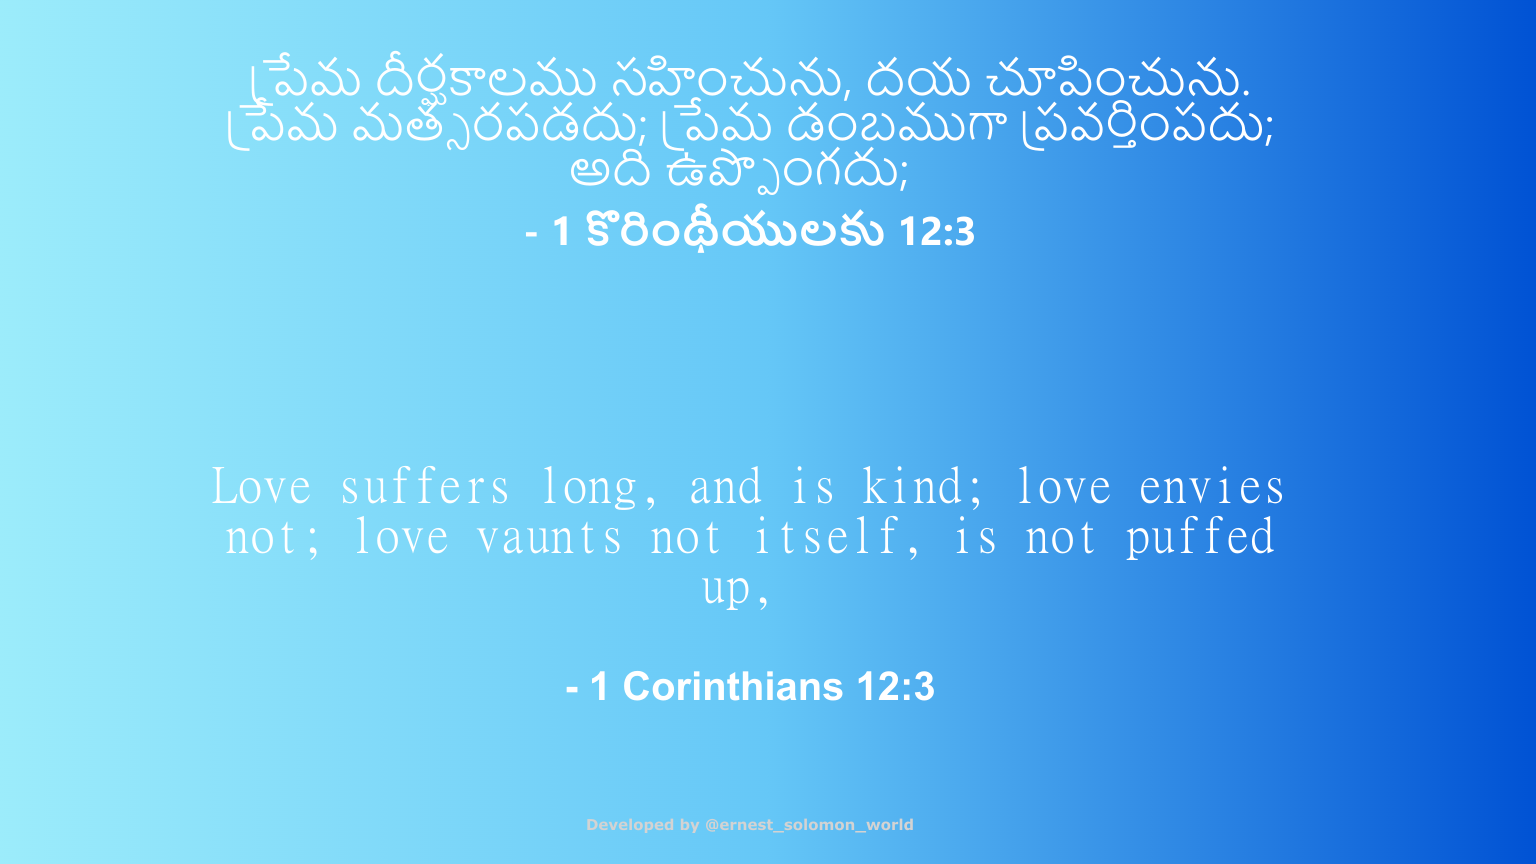 ప్రేమ దీర్ఘకాలము సహించును, దయ చూపించును.
ప్రేమ మత్సరపడదు; ప్రేమ డంబముగా ప్రవర్తింపదు;
అది ఉప్పొంగదు;
- 1 కొరింథీయులకు 12:3
Love suffers long, and is kind; love envies
not; love vaunts not itself, is not puffed
up,
- 1 Corinthians 12:3
Developed by @ernest_solomon_world